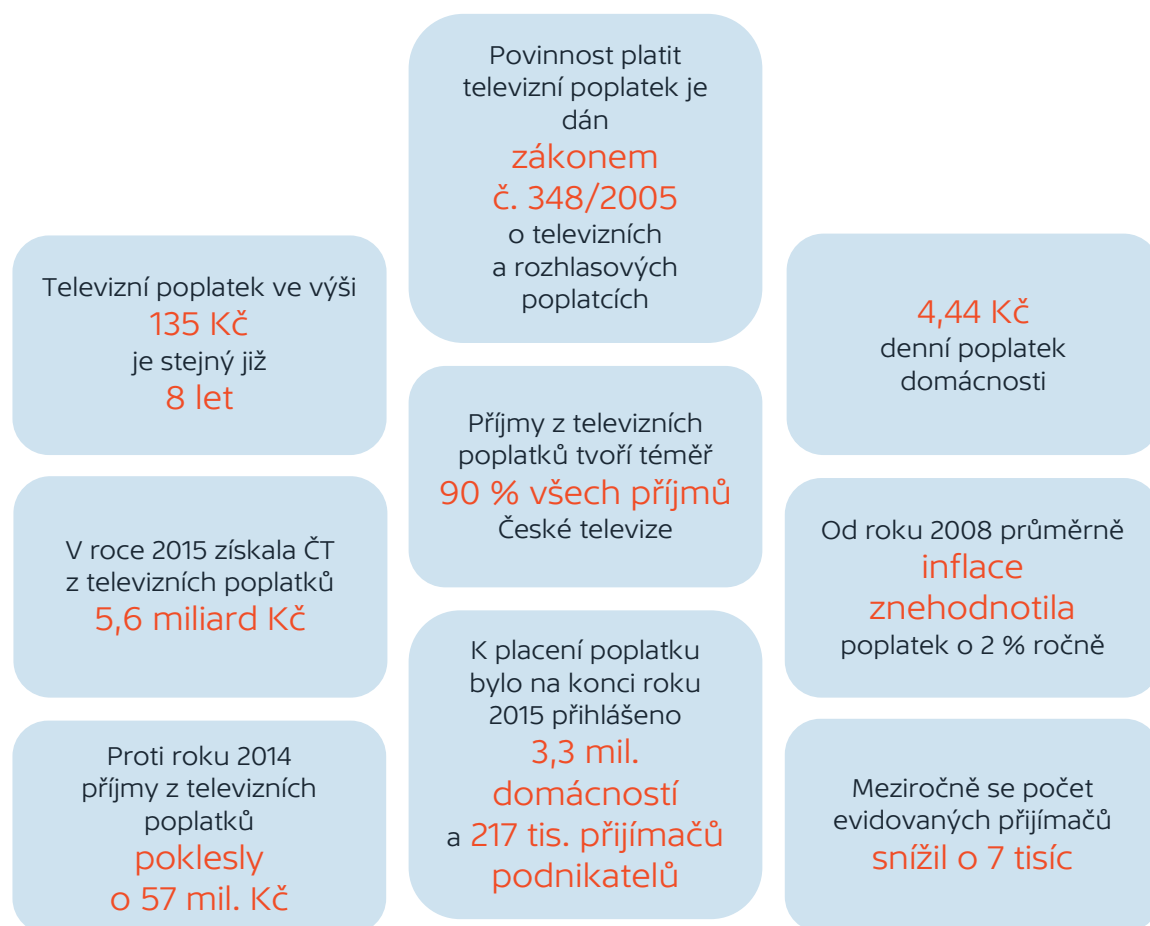 Povinnost platit
televizní poplatek je
dán
zákonem
č. 348/2005
o televizních
a rozhlasových
poplatcích
Televizní poplatek ve výši
135 Kč
je stejný již
8 let
4,44 Kč
denní poplatek
domácnosti
Příjmy z televizních
poplatků tvoří téměř
90 % všech příjmů
České televize
V roce 2015 získala ČT
z televizních poplatků
5,6 miliard Kč
Od roku 2008 průměrně
inflace
znehodnotila
poplatek o 2 % ročně
K placení poplatku
bylo na konci roku
2015 přihlášeno
3,3 mil.
domácností
a 217 tis. přijímačů
podnikatelů
Proti roku 2014
příjmy z televizních
poplatků
poklesly
o 57 mil. Kč
Meziročně se počet
evidovaných přijímačů
snížil o 7 tisíc